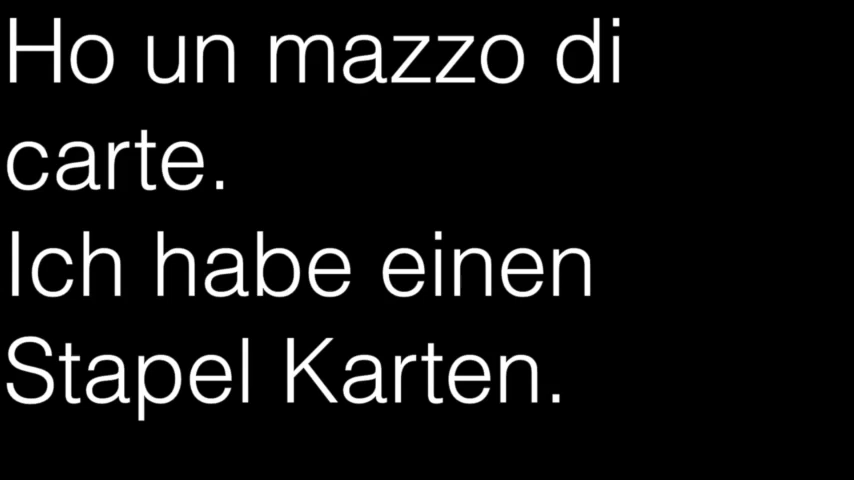 Ho un mazzo di
carte.
Ich habe einen
Stapel Karten.